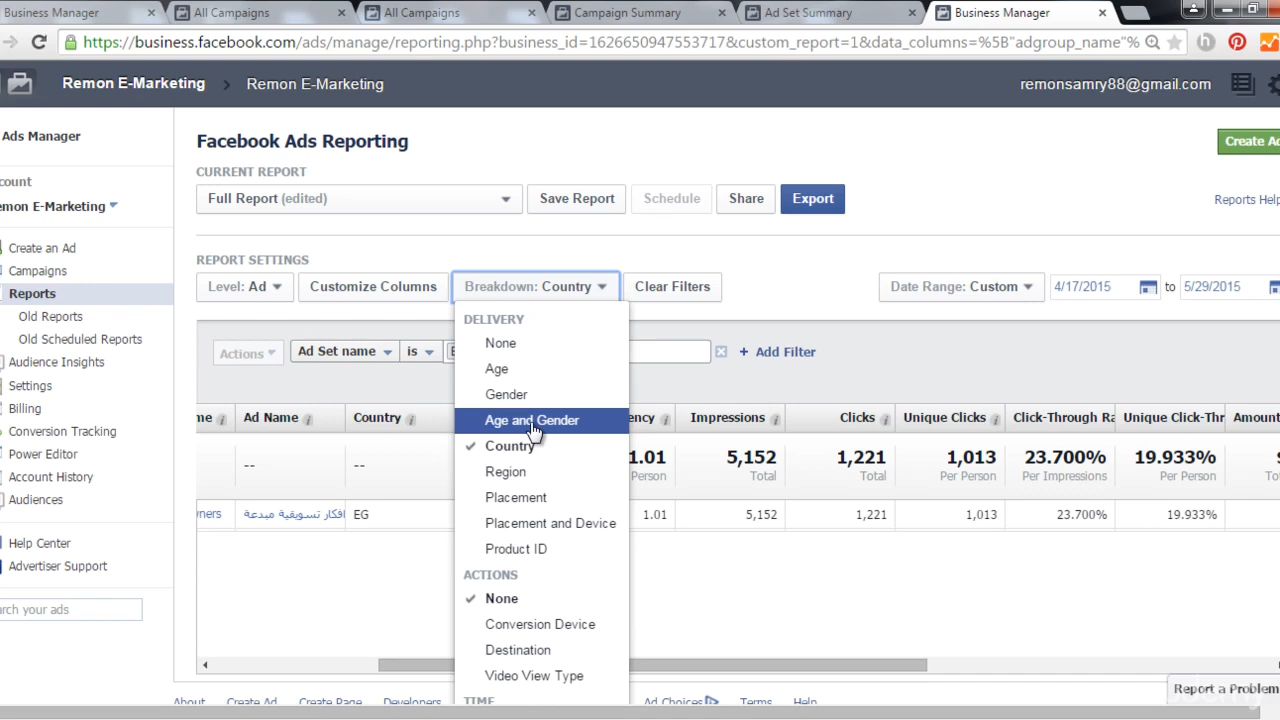 Business Manager
All Campaigns
All Campaigns
Campaign Summary
Ad Set Summary
Business Manager
https://business.facebook.com/ads/manage/reporting.php?business_id=1626650947553717&custom_report=1&data_columns=%5B"adgroup_name"%
Remon E-Marketing > Remon E-Marketing
remonsamry88@gmail.com
Ads Manager
count
emon E-Marketing
Create an Ad
Campaigns
Reports
Old Reports
Old Scheduled Reports
Audience Insights
Settings
Billing
Conversion Tracking
Power Editor
Account History
Audiences
Help Center
Advertiser Support
arch your ads
Facebook Ads Reporting
Create Ad
CURRENT REPORT
Full Report (edited)
Save Report
Schedule
Share
Export
Reports Help
REPORT SETTINGS
Level: Ad
Customize Columns
Breakdown: Country
Clear Filters
Date Range: Custom
4/17/2015
to
5/29/2015
DELIVERY
None
Age
Gender
Age and Gender
Country
Region
Placement
Placement and Device
Product ID
ACTIONS
None
Conversion Device
Destination
Video View Type
TIME
Actions
Ad Set name
is
+ Add Filter
me Ad Name Country ency Impressions Clicks Unique Clicks Click-Through Ra Unique Click-Thr Amount
-- -- 1.01 5,152 1,221 1,013 23.700% 19.933%
Person Total Total Per Person Per Impressions Per Person To
ners افكار تسويقية مبدعة EG 1.01 5,152 1,221 1,013 23.700% 19.933%
Report a Problem
About Create Ad Create Page Developers Ad Choices Terms Help